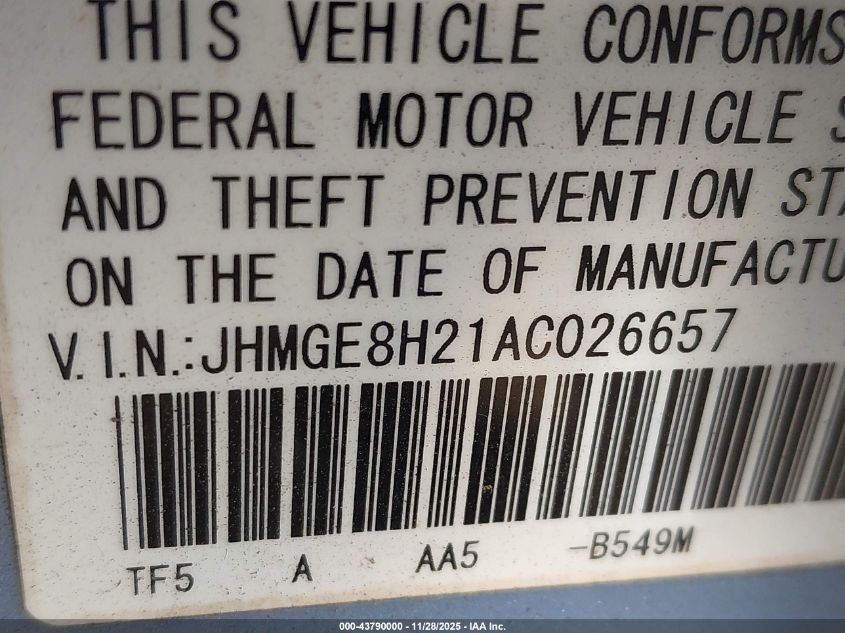 THIS VEHICLE CONFORMS
FEDERAL MOTOR VEHICLE
AND THEFT PREVENTION STA
ON THE DATE OF MANUFACTU
V.I.N.:JHMGE8H21AC026657
TF5 A AA5 -B549M
000-43790000 - 11/28/2025 - IAA Inc.